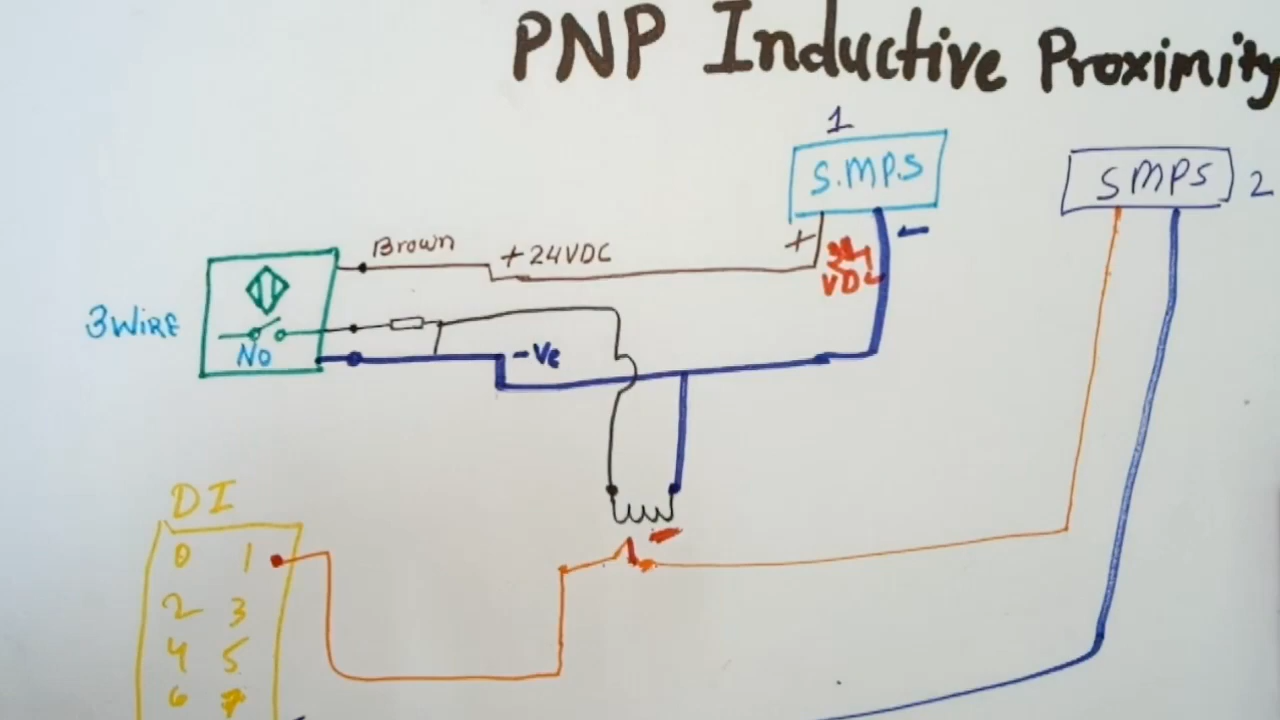 PNP Inductive Proximity
1
S.M.P.S
SMPS 2
Brown
+24VDC
+
-
VDC
3WIRE
NO
-Ve
DI
0 1
2 3
4 5
6 7